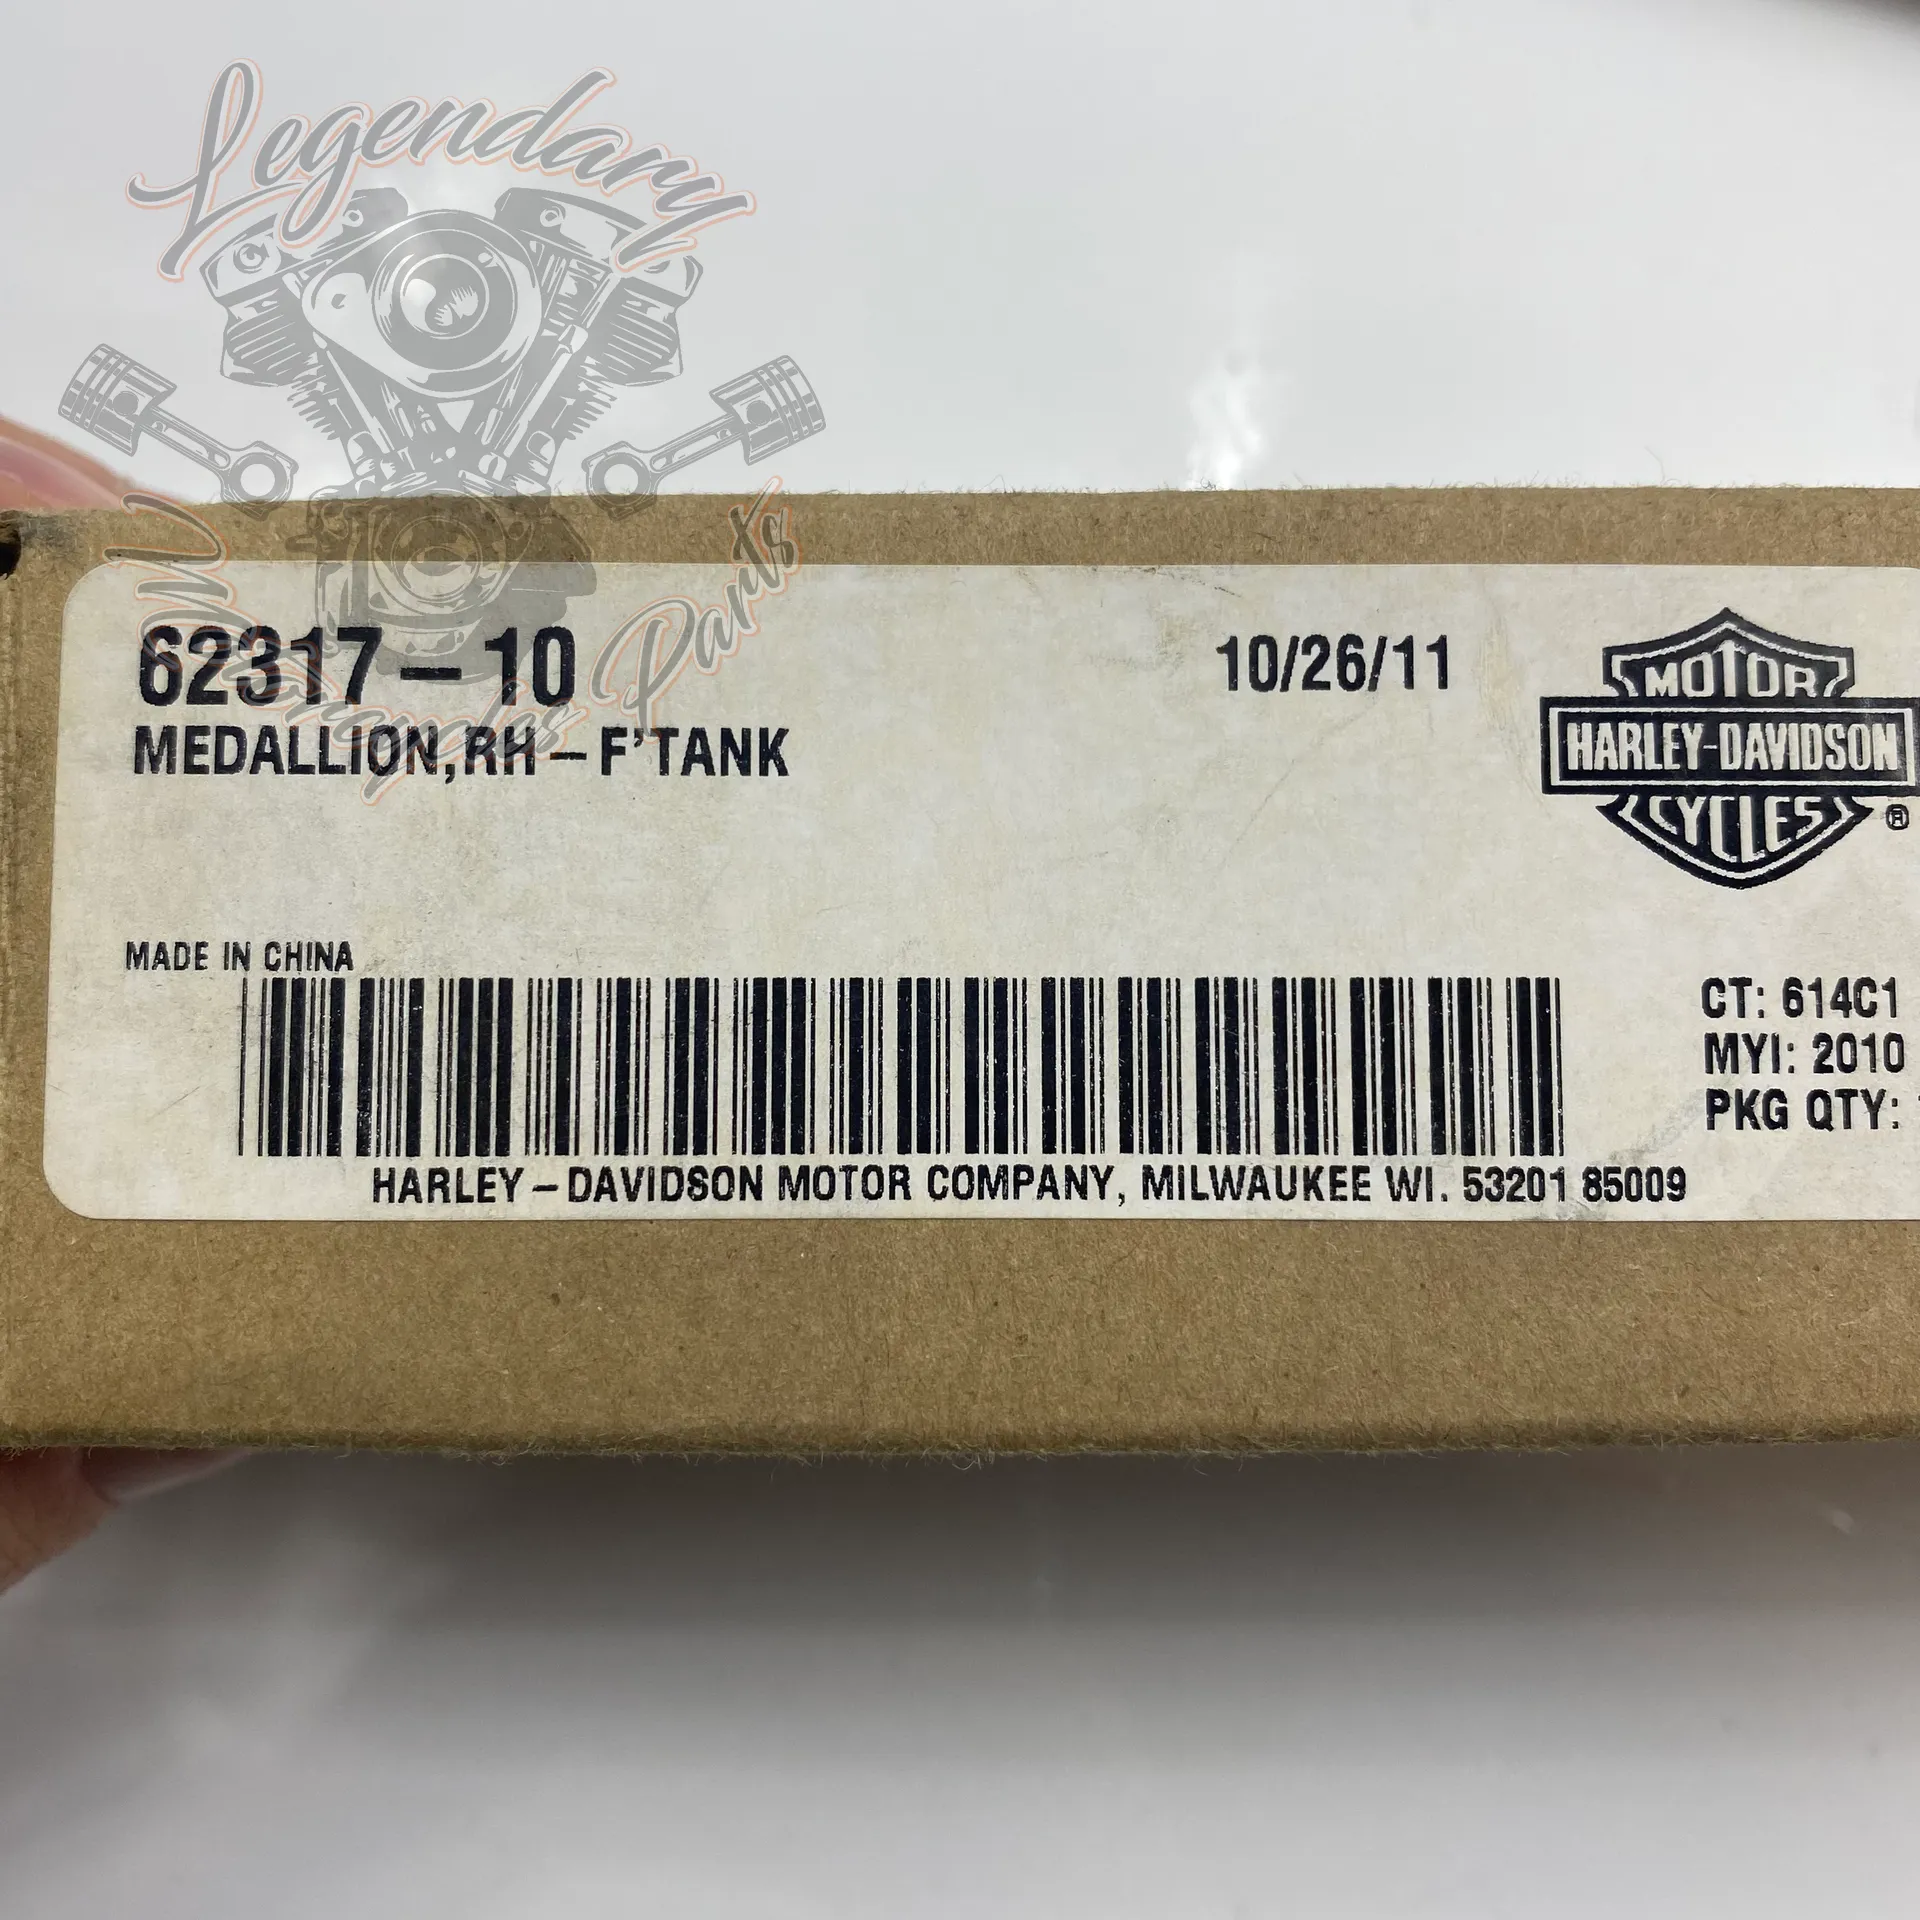 Legendary
Motorcycles Parts
62317-10
10/26/11
MEDALLION,RH-F'TANK
MOTOR
HARLEY-DAVIDSON
CYCLES
®
MADE IN CHINA
CT: 614C1
MYI: 2010
PKG QTY:
HARLEY-DAVIDSON MOTOR COMPANY, MILWAUKEE WI. 53201 85009